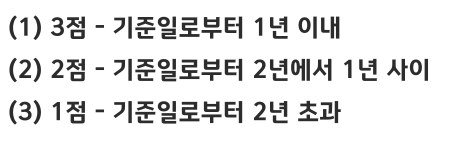 (1) 3점 - 기준일로부터 1년 이내
(2) 2점 - 기준일로부터 2년에서 1년 사이
(3) 1점 - 기준일로부터 2년 초과